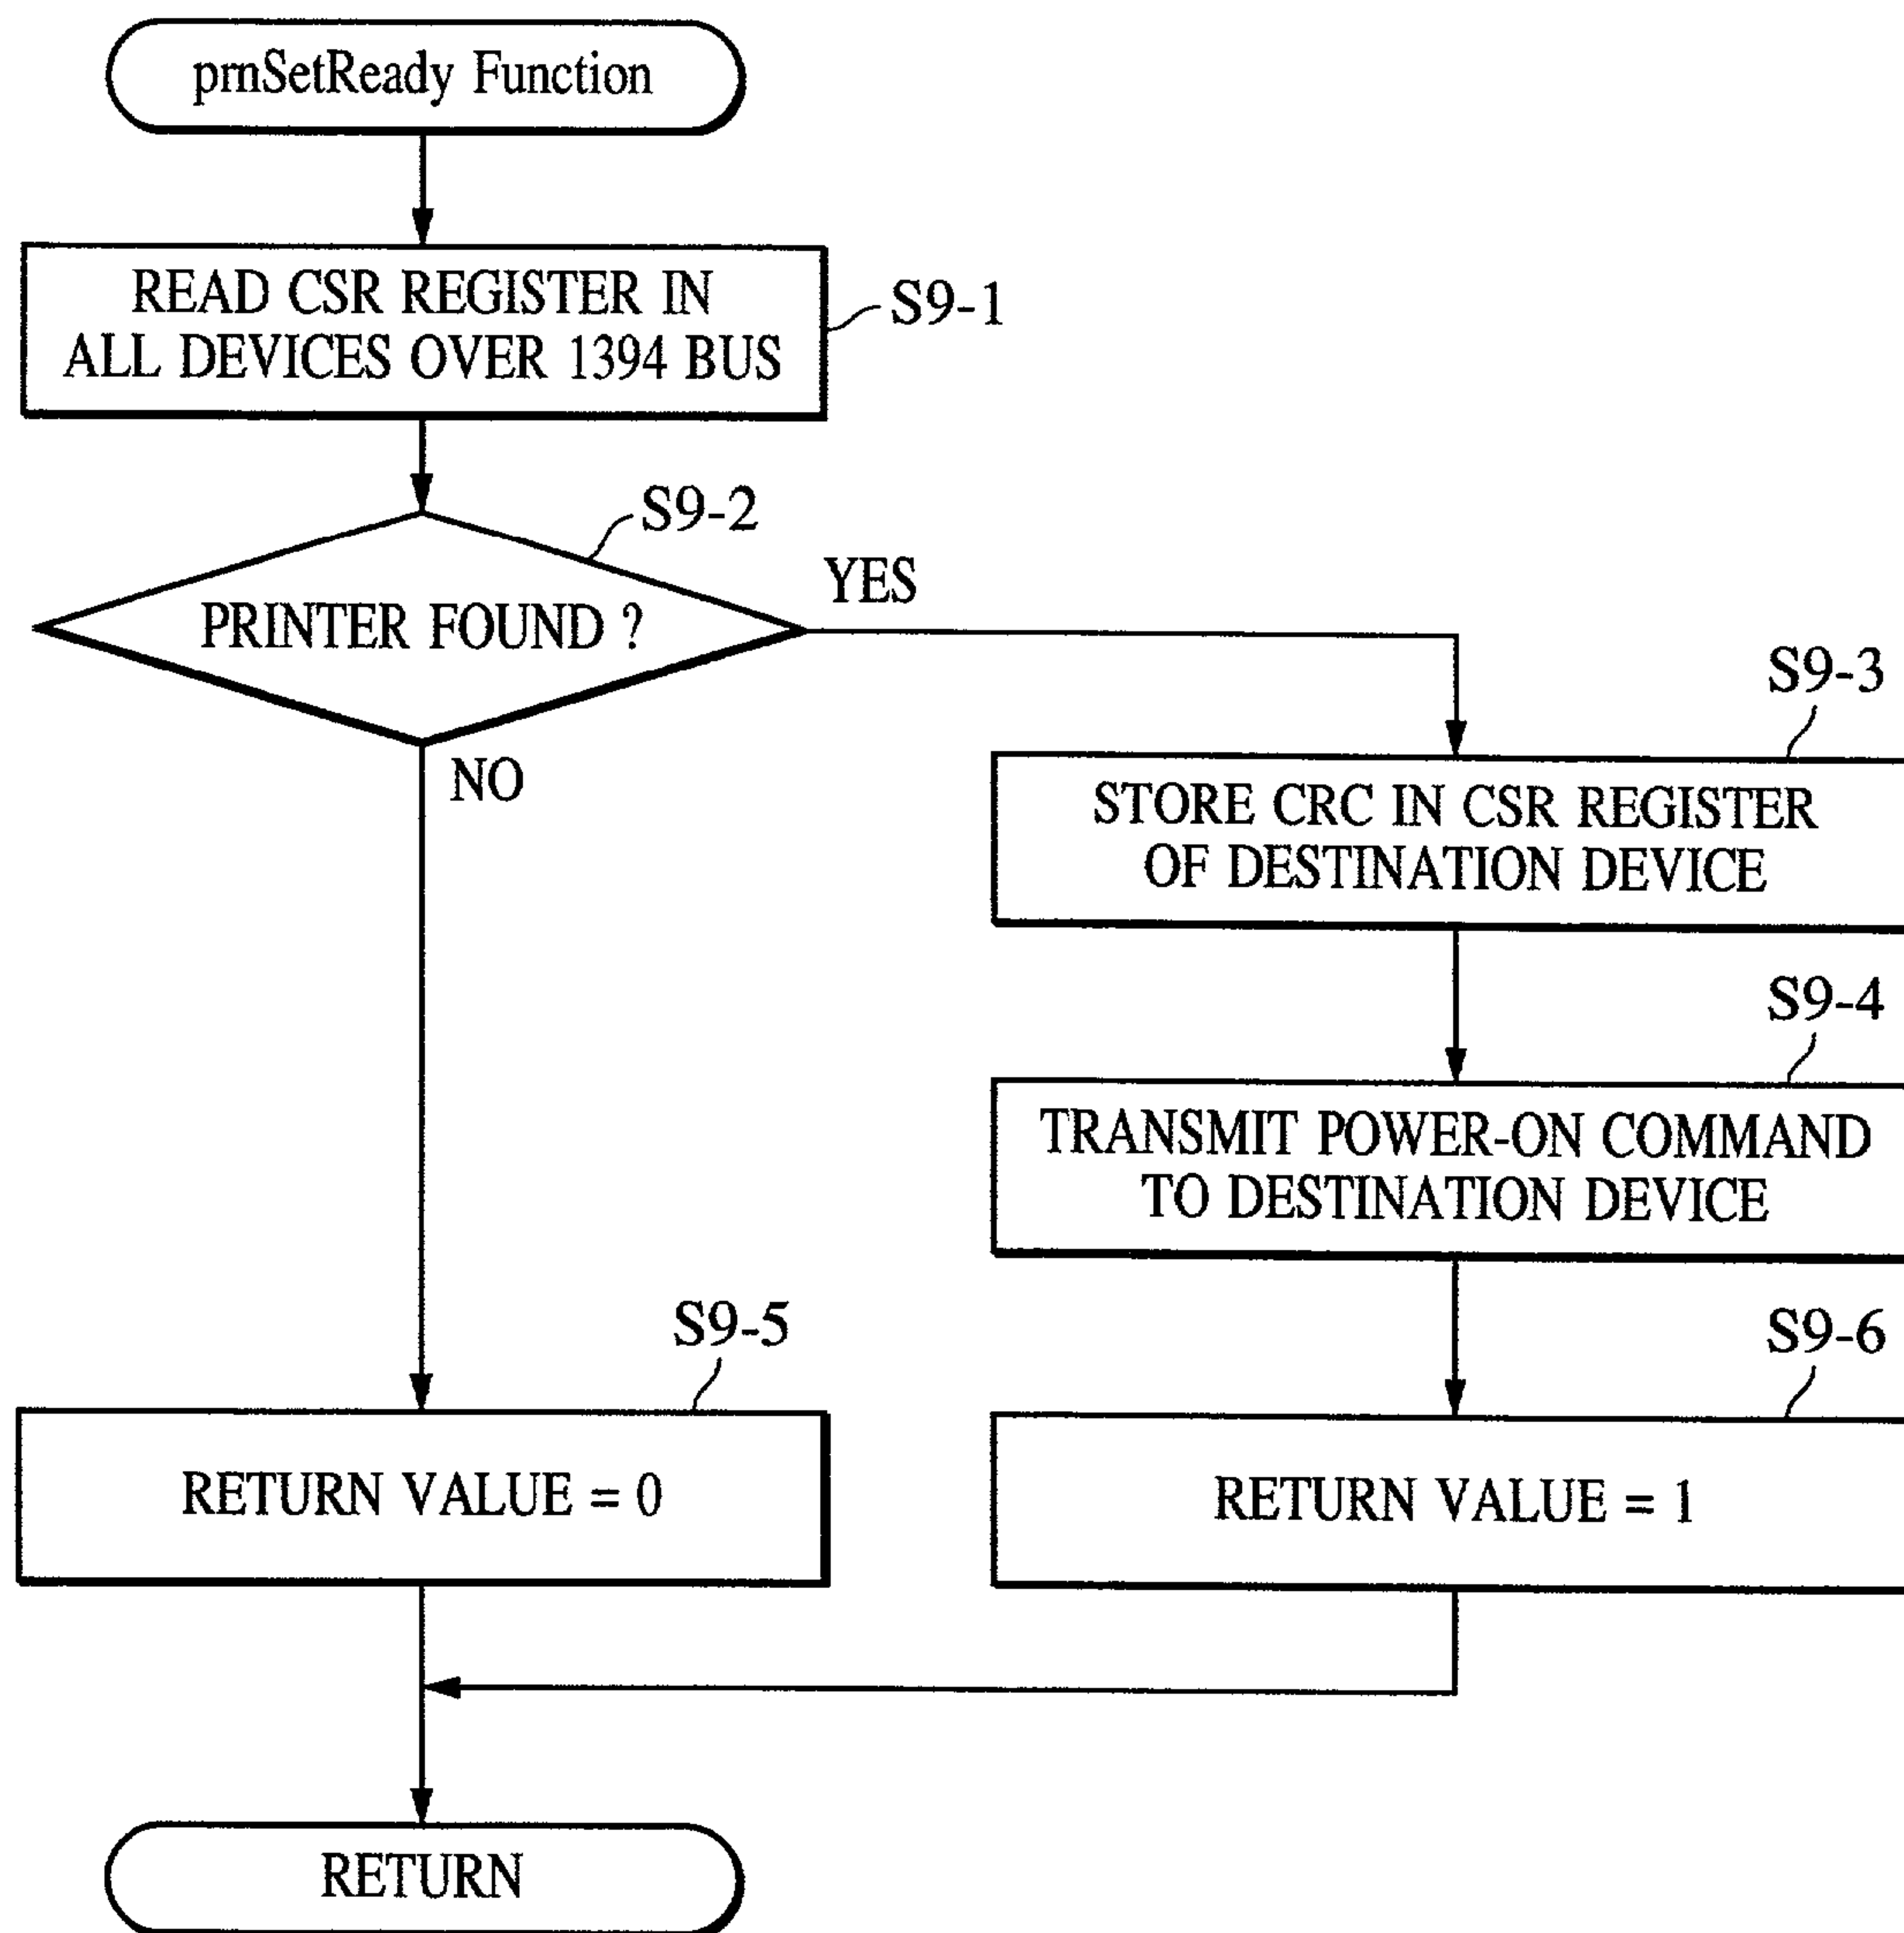 pmSetReady Function
READ CSR REGISTER IN
ALL DEVICES OVER 1394 BUS
S9-1
S9-2
PRINTER FOUND ?
YES
NO
S9-3
STORE CRC IN CSR REGISTER
OF DESTINATION DEVICE
S9-4
TRANSMIT POWER-ON COMMAND
TO DESTINATION DEVICE
S9-5
RETURN VALUE = 0
S9-6
RETURN VALUE = 1
RETURN